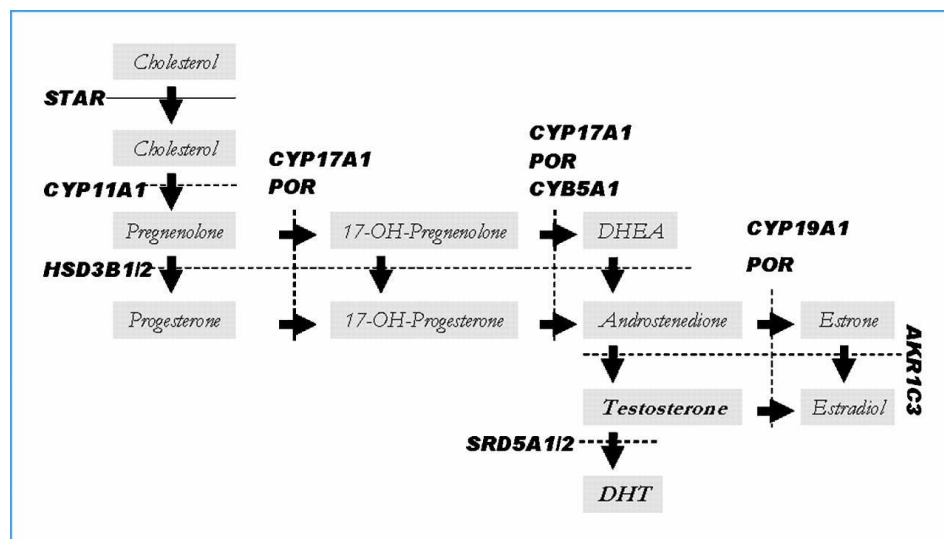 Cholesterol
STAR
Cholesterol
CYP17A1
POR
CYP17A1
POR
CYB5A1
CYP11A1
Pregnenolone
17-OH-Pregnenolone
DHEA
CYP19A1
POR
HSD3B1/2
Progesterone
17-OH-Progesterone
Androstenedione
Estrone
AKR1C3
Testosterone
Estradiol
SRD5A1/2
DHT